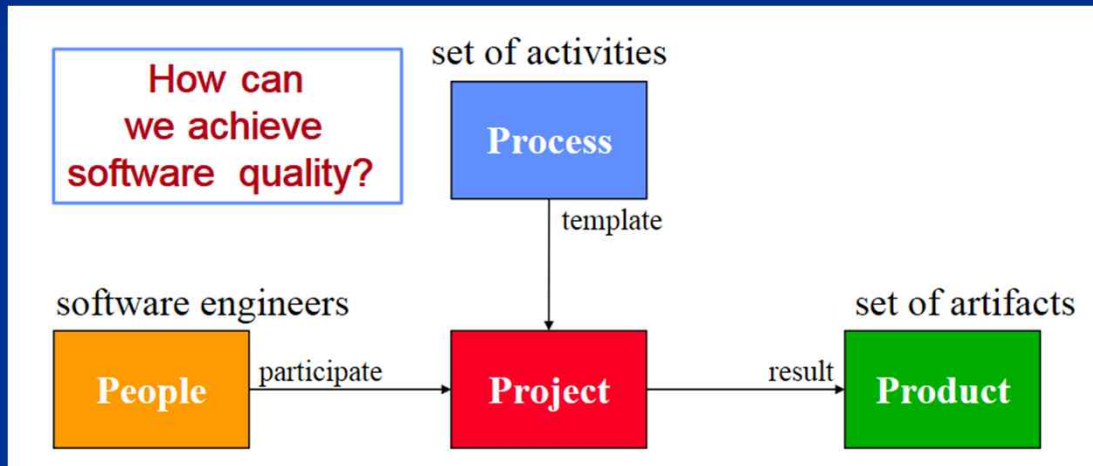 How can
we achieve
software quality?
set of activities
Process
template
software engineers
People
participate
Project
result
set of artifacts
Product